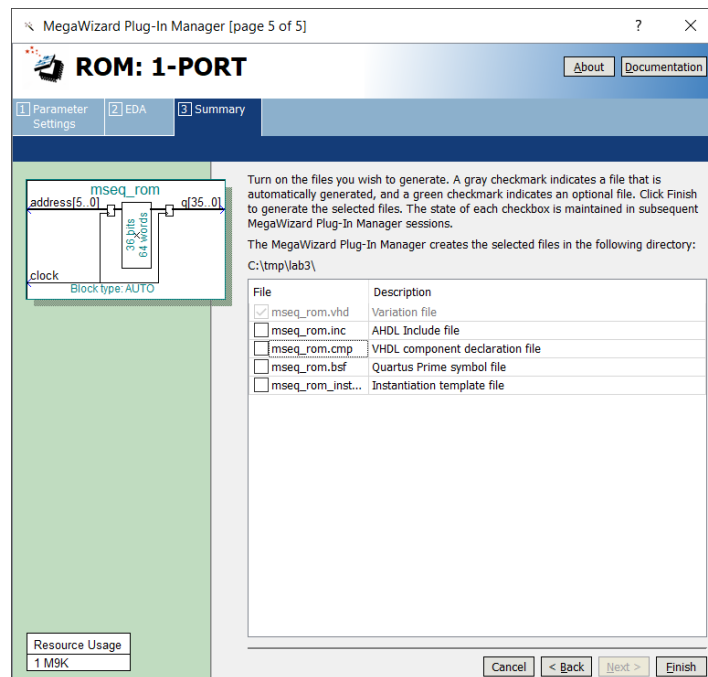 MegaWizard Plug-In Manager [page 5 of 5] ? ×
ROM: 1-PORT
About Documentation
1 Parameter Settings 2 EDA 3 Summary
mseq_rom
address[5..0] q[35..0]
36 bits
64 words
clock
Block type: AUTO
Turn on the files you wish to generate. A gray checkmark indicates a file that is
automatically generated, and a green checkmark indicates an optional file. Click Finish
to generate the selected files. The state of each checkbox is maintained in subsequent
MegaWizard Plug-In Manager sessions.
The MegaWizard Plug-In Manager creates the selected files in the following directory:
C:\tmp\lab3\
File Description
mseq_rom.vhd Variation file
mseq_rom.inc AHDL Include file
mseq_rom.cmp VHDL component declaration file
mseq_rom.bsf Quartus Prime symbol file
mseq_rom_inst... Instantiation template file
Resource Usage
1 M9K
Cancel < Back Next > Finish